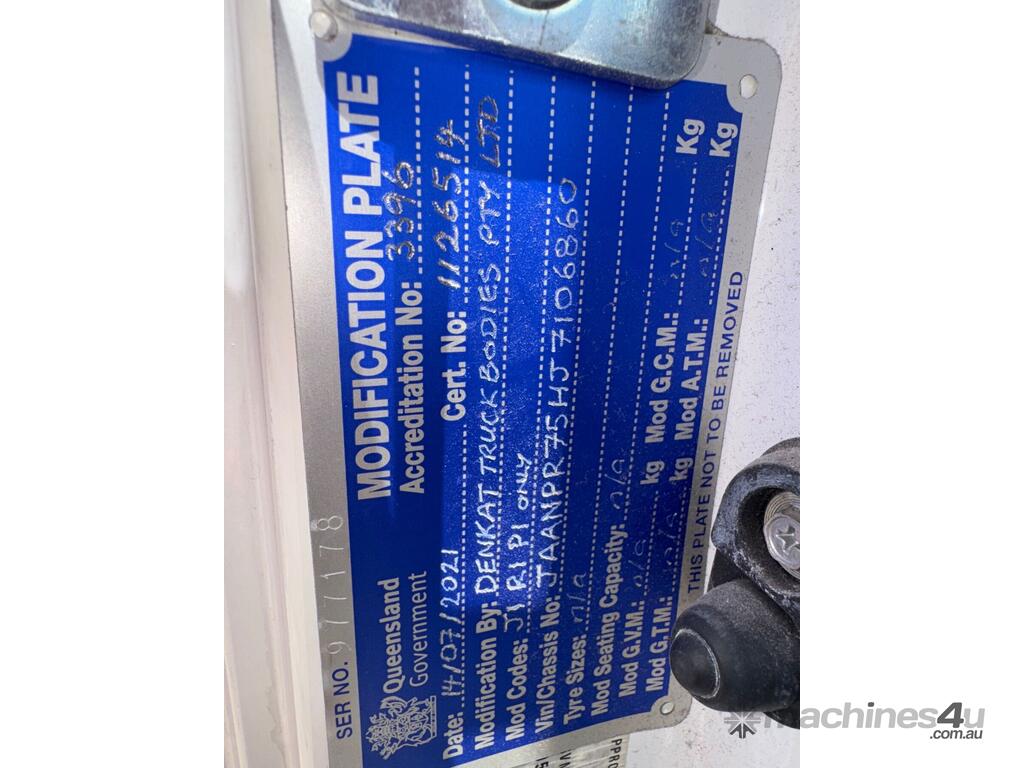 SER NO. 977178
MODIFICATION PLATE
Queensland
Government
Accreditation No: 3396
Date: 14/07/2021 Cert. No: 1126514
Modification By: DENKAT TRUCK BODIES PTY LTD
Mod Codes: J1 R1 P1 ONLY
Vin/Chassis No: JAANPR75HJ7106860
Tyre Sizes: n/a
Mod Seating Capacity: n/a
Mod G.V.M.: n/a kg Mod G.C.M.: n/a Kg
Mod G.T.M.: n/a kg Mod A.T.M.: n/a Kg
THIS PLATE NOT TO BE REMOVED
machines4u
.com.au